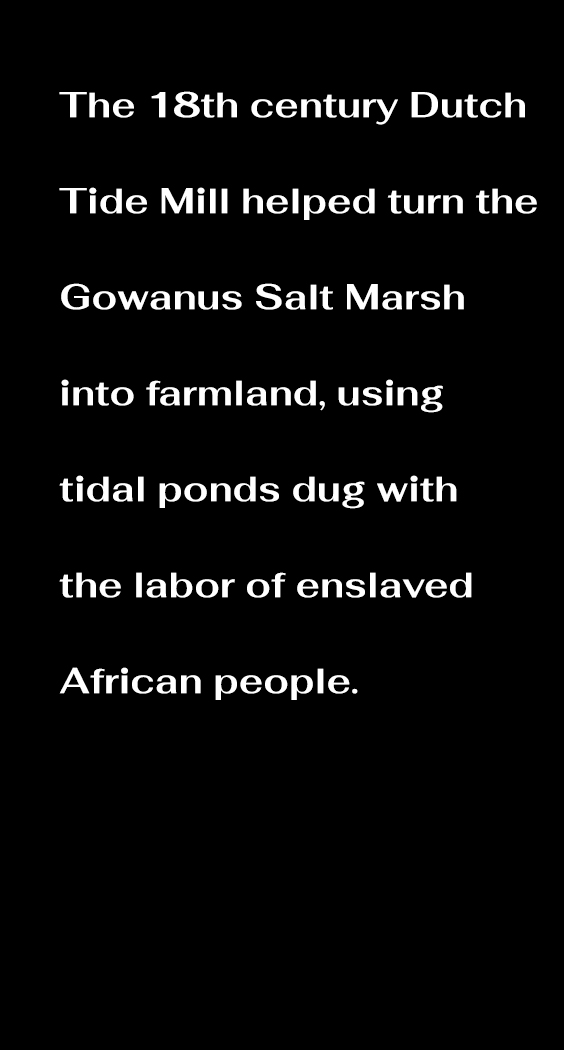 The 18th century Dutch
Tide Mill helped turn the
Gowanus Salt Marsh
into farmland, using
tidal ponds dug with
the labor of enslaved
African people.